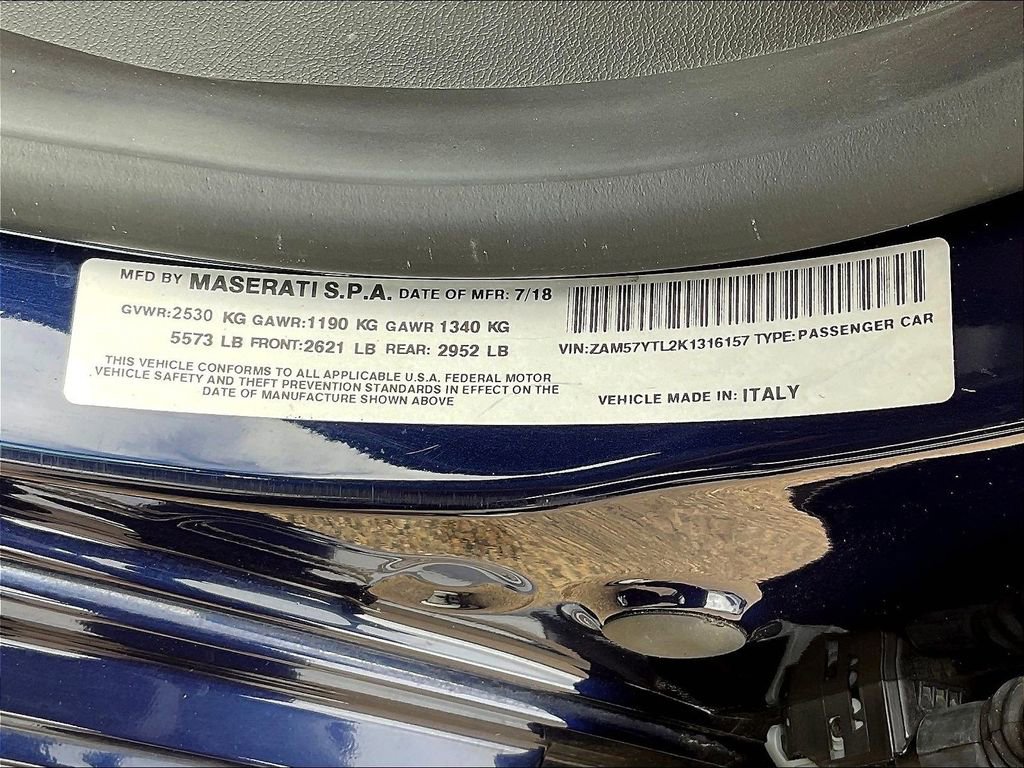 MFD BY MASERATI S.P.A. DATE OF MFR: 7/18
GVWR:2530 KG GAWR:1190 KG GAWR 1340 KG
5573 LB FRONT:2621 LB REAR: 2952 LB
THIS VEHICLE CONFORMS TO ALL APPLICABLE U.S.A. FEDERAL MOTOR
VEHICLE SAFETY AND THEFT PREVENTION STANDARDS IN EFFECT ON THE
DATE OF MANUFACTURE SHOWN ABOVE
VIN:ZAM57YTL2K1316157 TYPE:PASSENGER CAR
VEHICLE MADE IN: ITALY